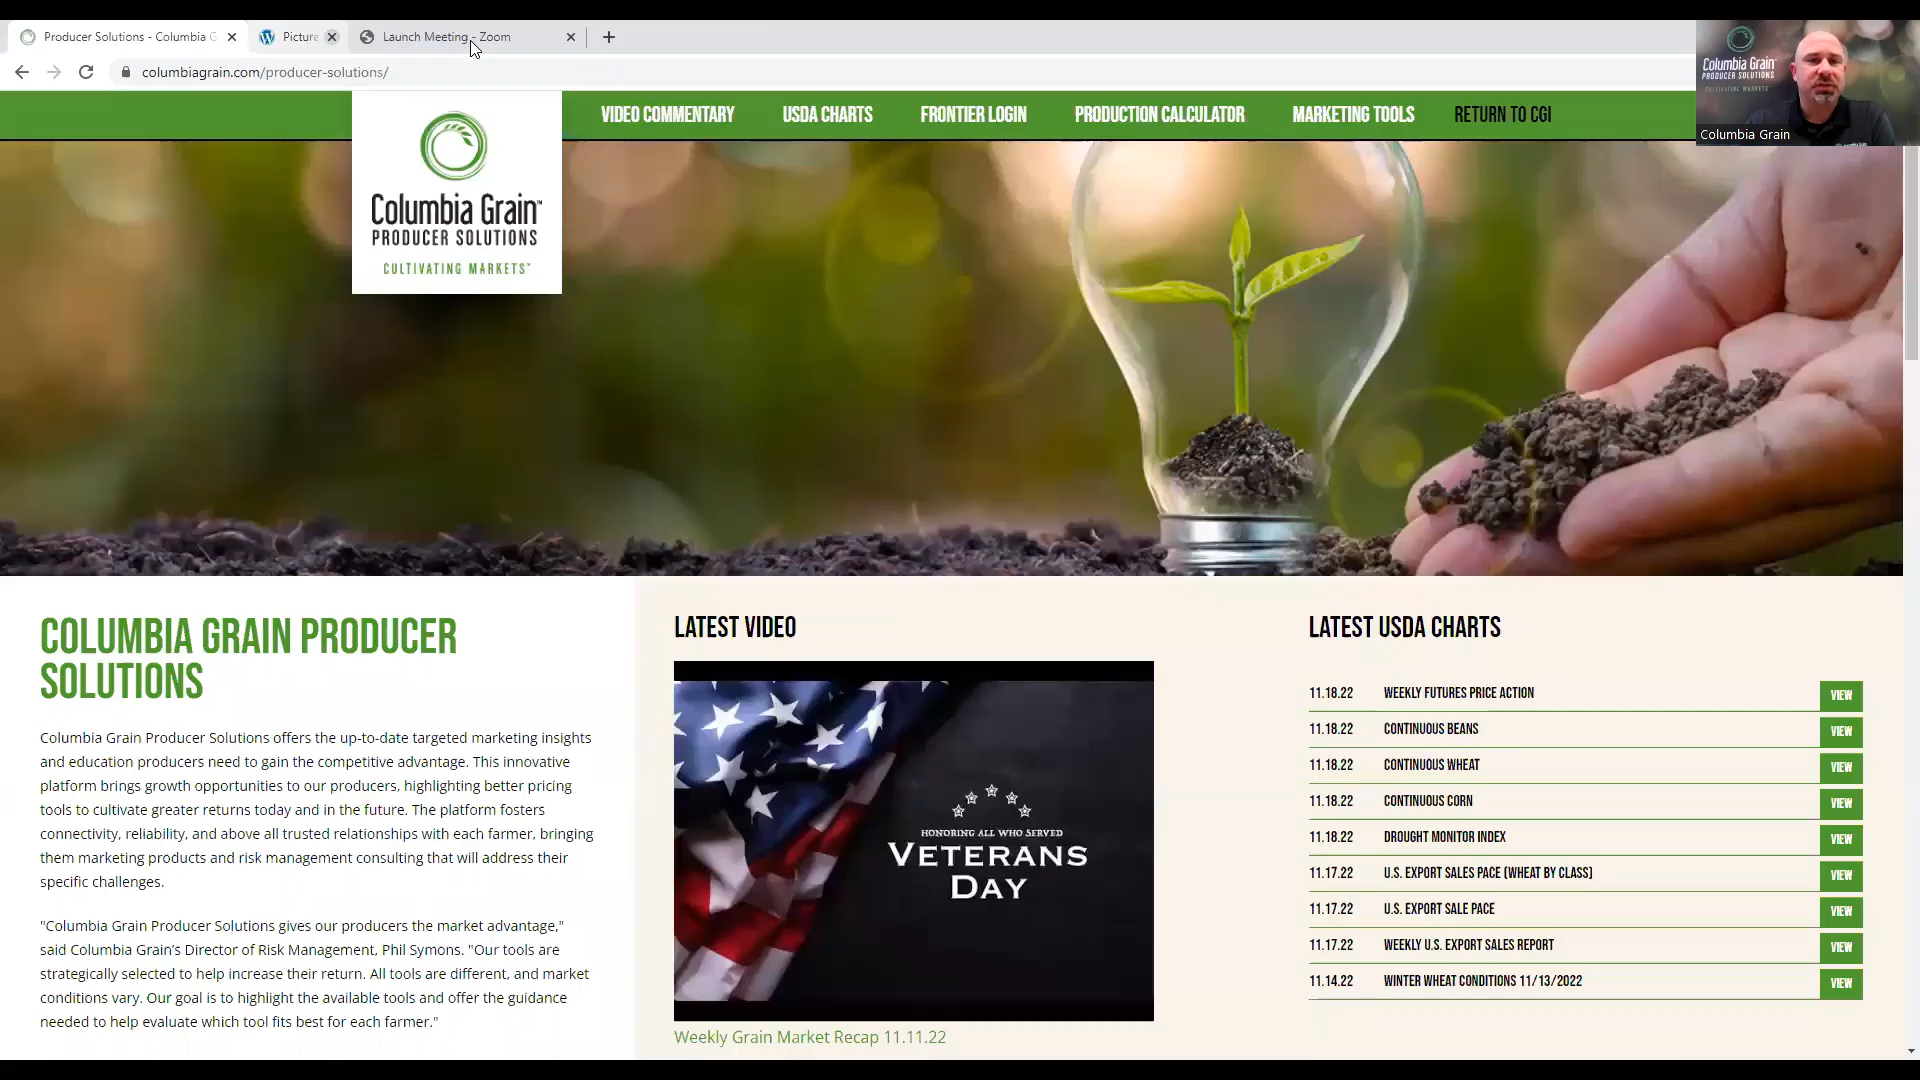 Producer Solutions - Columbia G
Picture
Launch Meeting - Zoom
columbiagrain.com/producer-solutions/
Columbia Grain
PRODUCER SOLUTIONS
Columbia Grain
VIDEO COMMENTARY
USDA CHARTS
FRONTIER LOGIN
PRODUCTION CALCULATOR
MARKETING TOOLS
RETURN TO CGI
Columbia Grain™
PRODUCER SOLUTIONS
CULTIVATING MARKETS™
COLUMBIA GRAIN PRODUCER
SOLUTIONS
Columbia Grain Producer Solutions offers the up-to-date targeted marketing insights
and education producers need to gain the competitive advantage. This innovative
platform brings growth opportunities to our producers, highlighting better pricing
tools to cultivate greater returns today and in the future. The platform fosters
connectivity, reliability, and above all trusted relationships with each farmer, bringing
them marketing products and risk management consulting that will address their
specific challenges.
"Columbia Grain Producer Solutions gives our producers the market advantage,"
said Columbia Grain's Director of Risk Management, Phil Symons. "Our tools are
strategically selected to help increase their return. All tools are different, and market
conditions vary. Our goal is to highlight the available tools and offer the guidance
needed to help evaluate which tool fits best for each farmer."
LATEST VIDEO
HONORING ALL WHO SERVED
VETERANS
DAY
Weekly Grain Market Recap 11.11.22
LATEST USDA CHARTS
11.18.22 WEEKLY FUTURES PRICE ACTION VIEW
11.18.22 CONTINUOUS BEANS VIEW
11.18.22 CONTINUOUS WHEAT VIEW
11.18.22 CONTINUOUS CORN VIEW
11.18.22 DROUGHT MONITOR INDEX VIEW
11.17.22 U.S. EXPORT SALES PACE (WHEAT BY CLASS) VIEW
11.17.22 U.S. EXPORT SALE PACE VIEW
11.17.22 WEEKLY U.S. EXPORT SALES REPORT VIEW
11.14.22 WINTER WHEAT CONDITIONS 11/13/2022 VIEW